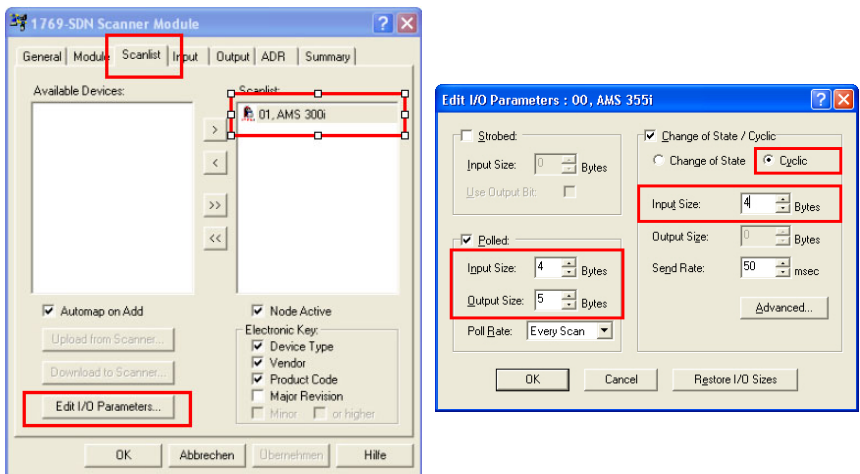 1769-SDN Scanner Module
General Module Scanlist Input Output ADR Summary
Available Devices:
Scanlist:
01, AMS 300i
>
<
>>
<<
Automap on Add
Node Active
Upload from Scanner...
Download to Scanner...
Edit I/O Parameters...
Electronic Key:
Device Type
Vendor
Product Code
Major Revision
Minor or higher
OK Abbrechen Übernehmen Hilfe
Edit I/O Parameters : 00, AMS 355i
Strobed:
Input Size: 0 Bytes
Use Output Bit:
Polled:
Input Size: 4 Bytes
Output Size: 5 Bytes
Poll Rate: Every Scan
Change of State / Cyclic
Change of State Cyclic
Input Size: 4 Bytes
Output Size: 0 Bytes
Send Rate: 50 msec
Advanced...
OK Cancel Restore I/O Sizes